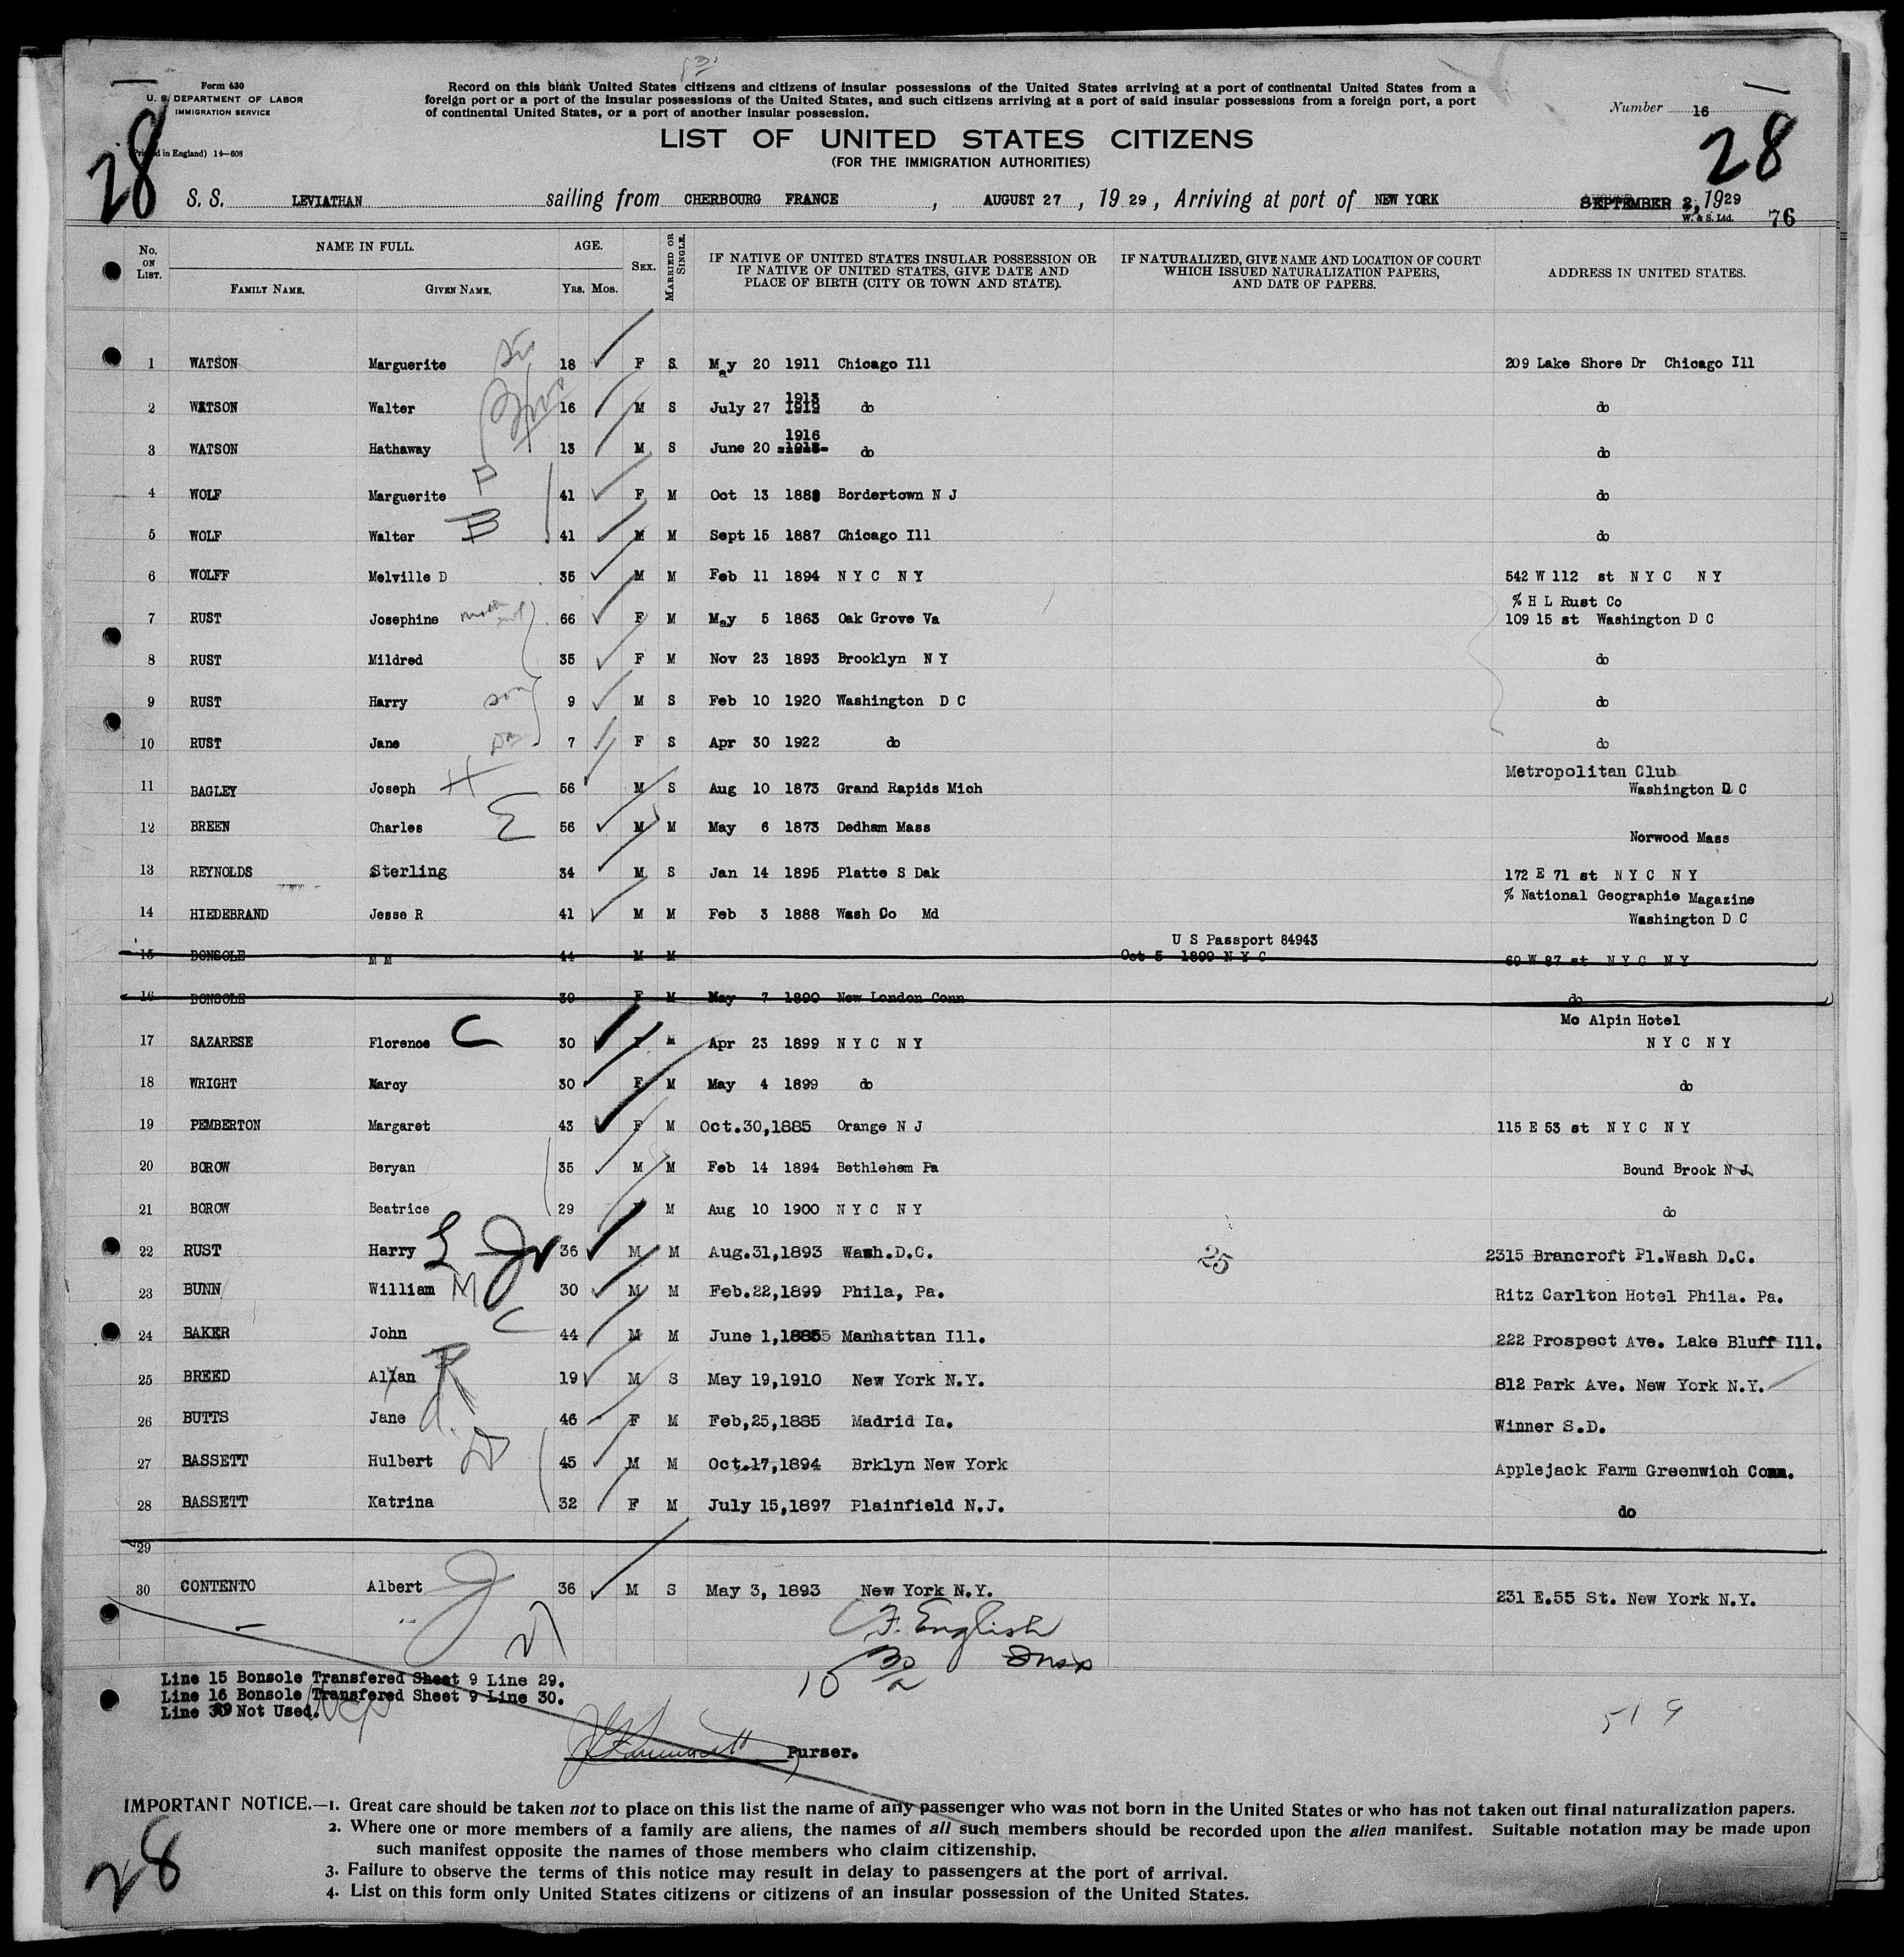 Form 630
U. S. DEPARTMENT OF LABOR
IMMIGRATION SERVICE
(Printed in England) 14—608
Record on this blank United States citizens and citizens of insular possessions of the United States arriving at a port of continental United States from a
foreign port or a port of the insular possessions of the United States, and such citizens arriving at a port of said insular possessions from a foreign port, a port
of continental United States, or a port of another insular possession.
Number 16
28
28
LIST OF UNITED STATES CITIZENS
(FOR THE IMMIGRATION AUTHORITIES)
S. S. LEVIATHAN sailing from CHERBOURG FRANCE, AUGUST 27, 1929, Arriving at port of NEW YORK SEPTEMBER 2, 1929
W. & S. Ltd.
76
No. ON LIST. NAME IN FULL. AGE. SEX. MARRIED OR SINGLE. IF NATIVE OF UNITED STATES INSULAR POSSESSION OR IF NATIVE OF UNITED STATES, GIVE DATE AND PLACE OF BIRTH (CITY OR TOWN AND STATE). IF NATURALIZED, GIVE NAME AND LOCATION OF COURT WHICH ISSUED NATURALIZATION PAPERS, AND DATE OF PAPERS. ADDRESS IN UNITED STATES.
FAMILY NAME. GIVEN NAME. YRS. MOS.
1 WATSON Marguerite 18 F S May 20 1911 Chicago Ill 209 Lake Shore Dr Chicago Ill
1913
2 WATSON Walter 16 M S July 27 1912 do do
1916
3 WATSON Hathaway 13 M S June 20 do do
4 WOLF Marguerite P 41 F M Oct 13 1888 Bordertown N J do
5 WOLF Walter B 41 M M Sept 15 1887 Chicago Ill do
6 WOLFF Melville D 35 M M Feb 11 1894 N Y C N Y 542 W 112 st N Y C N Y
% H L Rust Co
7 RUST Josephine 66 F M May 5 1863 Oak Grove Va 109 15 st Washington D C
8 RUST Mildred 35 F M Nov 23 1893 Brooklyn N Y do
9 RUST Harry son 9 M S Feb 10 1920 Washington D C do
10 RUST Jane 7 F S Apr 30 1922 do do
Metropolitan Club
11 BAGLEY Joseph H 56 M S Aug 10 1873 Grand Rapids Mich Washington D C
12 BREEN Charles E 56 M M May 6 1873 Dedham Mass Norwood Mass
13 REYNOLDS Sterling 34 M S Jan 14 1895 Platte S Dak 172 E 71 st N Y C N Y
% National Geographie Magazine
14 HIEDEBRAND Jesse R 41 M M Feb 3 1888 Wash Co Md Washington D C
U S Passport 84943
15 BONSOLE M M 44 M M Oct 5 1899 N Y C 69 W 87 st N Y C N Y
16 BONSOLE 39 F M May 7 1890 New London Conn do
Mc Alpin Hotel
17 SAZARESE Florence C 30 F M Apr 23 1899 N Y C N Y N Y C N Y
18 WRIGHT Marcy 30 F M May 4 1899 do do
19 PEMBERTON Margaret 43 F M Oct.30,1885 Orange N J 115 E 53 st N Y C N Y
20 BOROW Beryan 35 M M Feb 14 1894 Bethlehem Pa Bound Brook N J
21 BOROW Beatrice 29 F M Aug 10 1900 N Y C N Y do
22 RUST Harry L Jr 36 M M Aug.31,1893 Wash.D.C. 2315 Brancroft Pl.Wash D.C.
25
23 BUNN William M 30 M M Feb.22,1899 Phila, Pa. Ritz Carlton Hotel Phila. Pa.
24 BAKER John C 44 M M June 1,1885 Manhattan Ill. 222 Prospect Ave. Lake Bluff Ill.
25 BREED Allan R 19 M S May 19,1910 New York N.Y. 812 Park Ave. New York N.Y.
26 BUTTS Jane d. 46 F M Feb,25,1885 Madrid Ia. Winner S.D.
27 BASSETT Hulbert 45 M M Oct.17,1894 Brklyn New York Applejack Farm Greenwich Conn.
28 BASSETT Katrina 32 F M July 15,1897 Plainfield N.J. do
29
30 CONTENTO Albert J 36 M S May 3, 1893 New York N.Y. 231 E.55 St. New York N.Y.
F. English
Insp
Line 15 Bonsole Transfered Sheet 9 Line 29.
Line 16 Bonsole Transfered Sheet 9 Line 30.
Line 29 Not Used.
519
Purser.
IMPORTANT NOTICE.—1. Great care should be taken not to place on this list the name of any passenger who was not born in the United States or who has not taken out final naturalization papers.
2. Where one or more members of a family are aliens, the names of all such members should be recorded upon the alien manifest. Suitable notation may be made upon
such manifest opposite the names of those members who claim citizenship.
3. Failure to observe the terms of this notice may result in delay to passengers at the port of arrival.
4. List on this form only United States citizens or citizens of an insular possession of the United States.
28